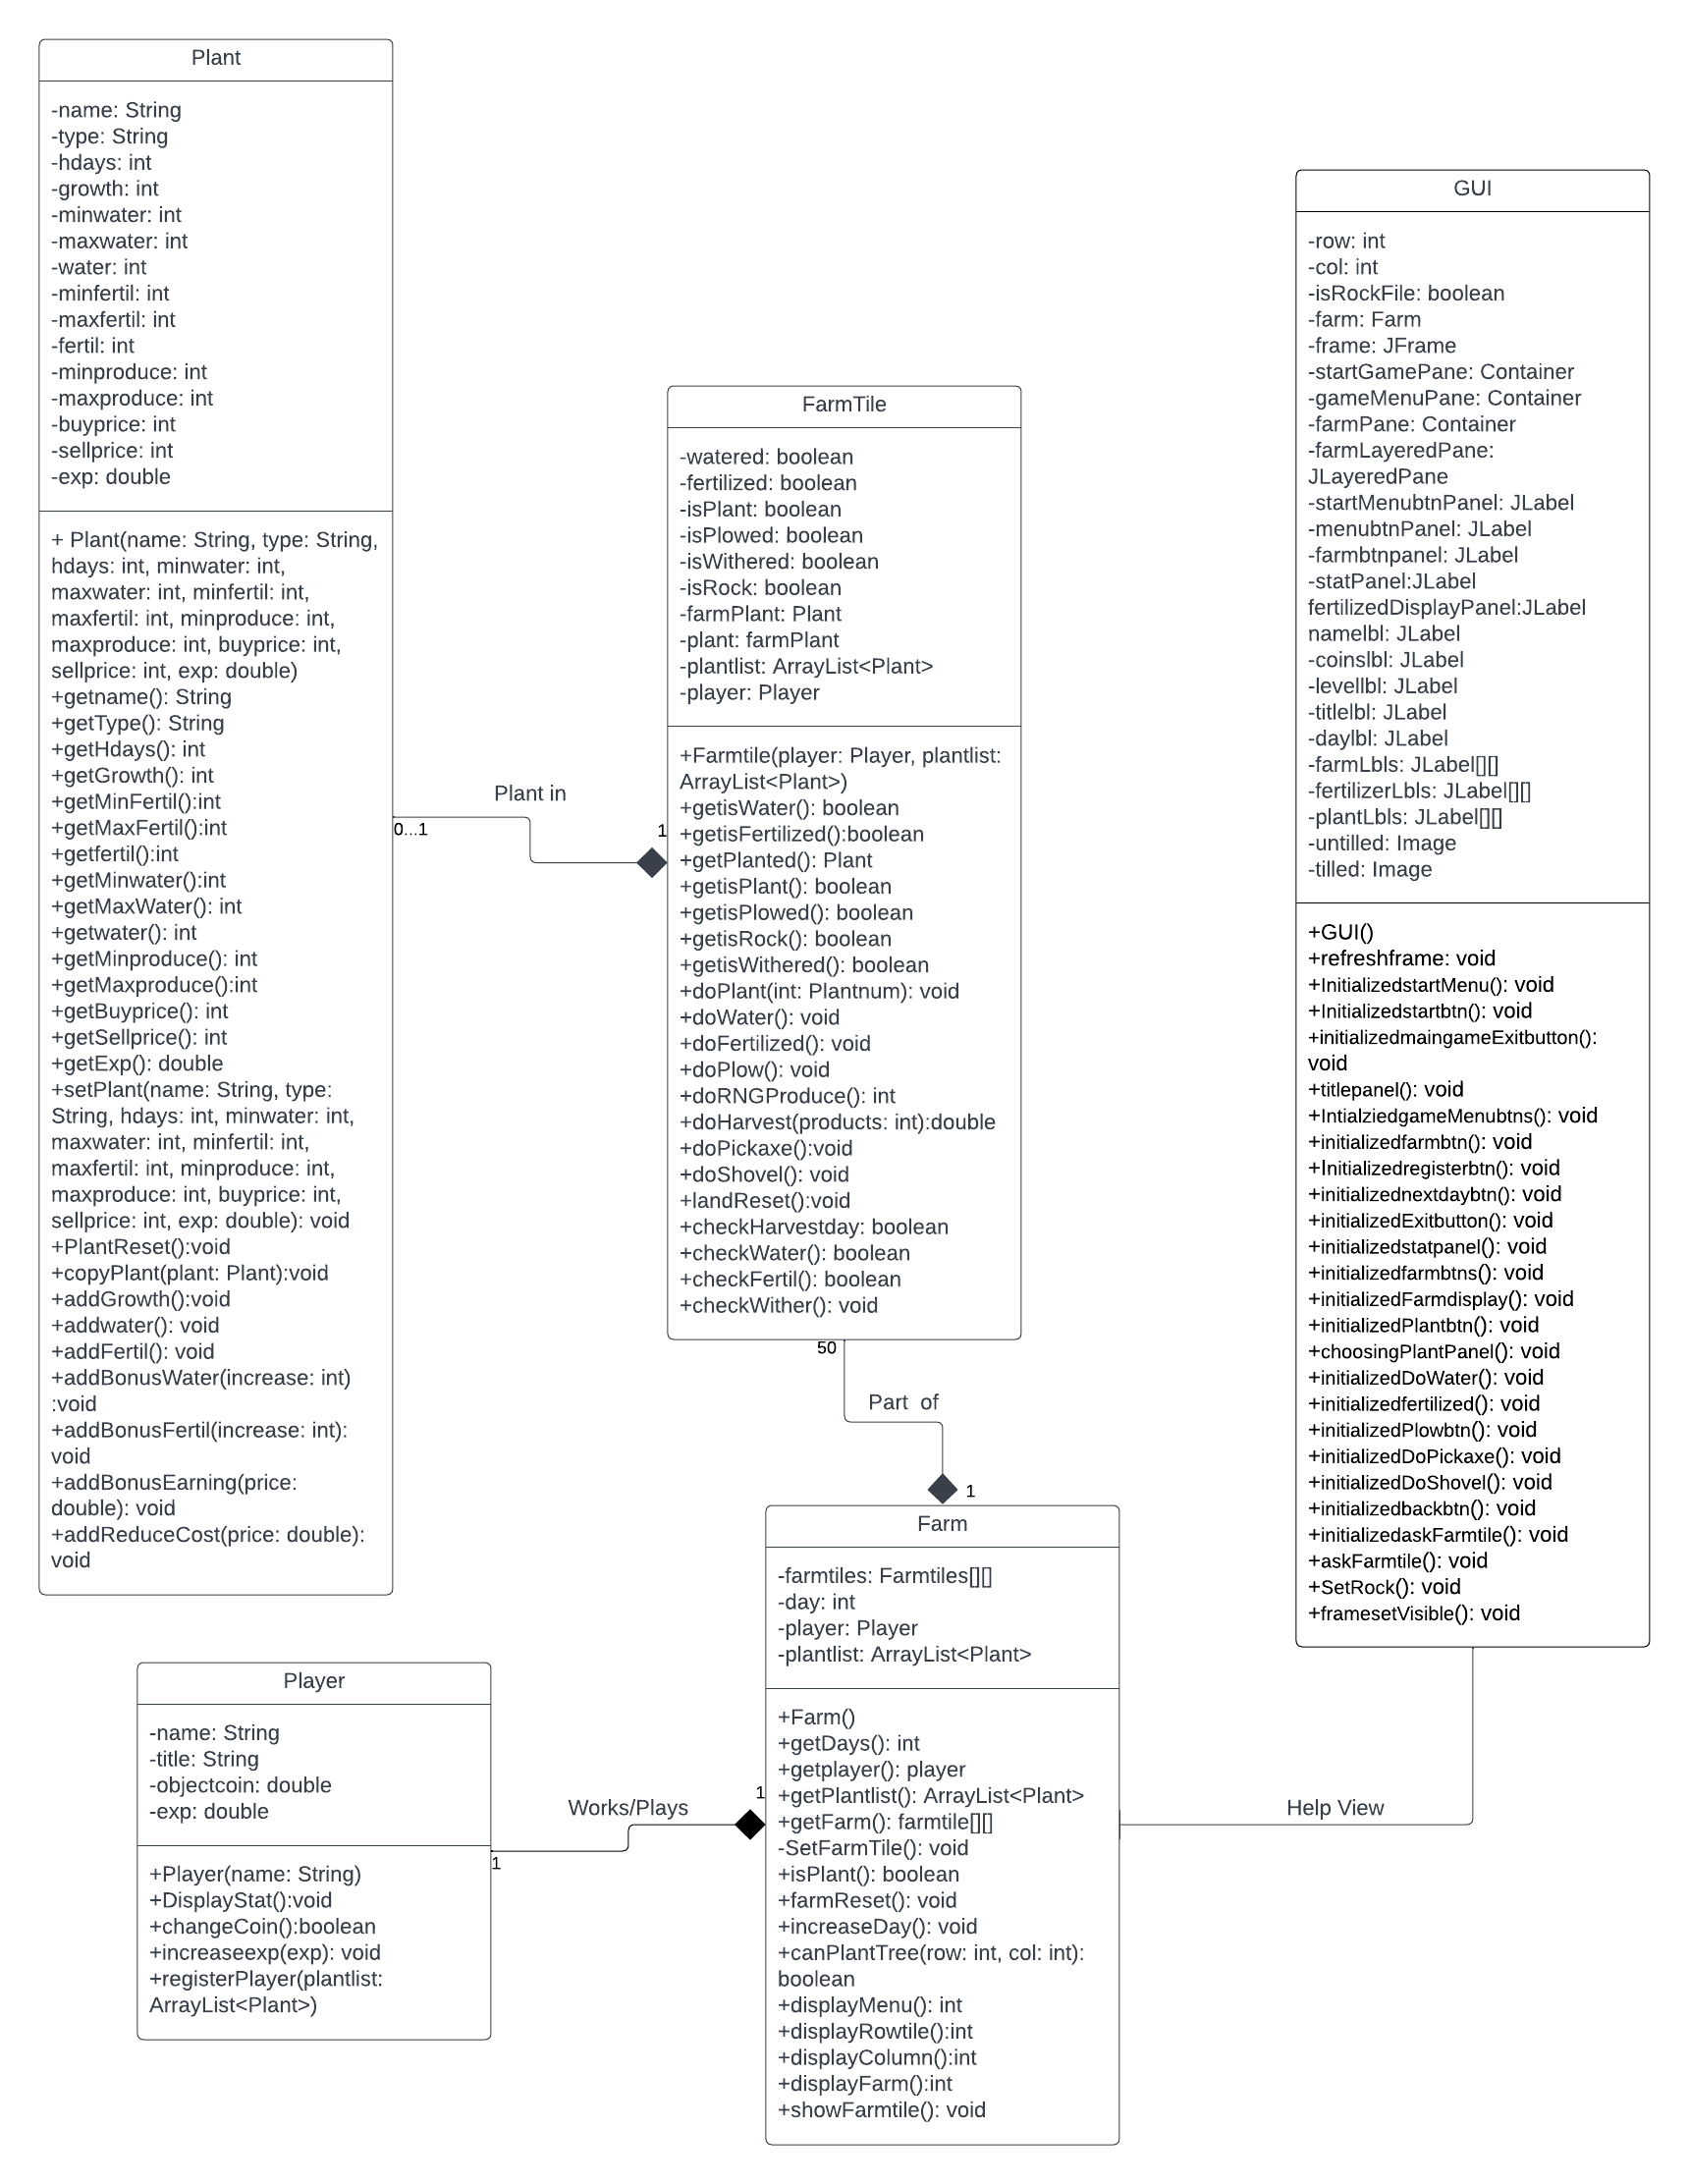 Plant
-name: String
-type: String
-hdays: int
-growth: int
-minwater: int
-maxwater: int
-water: int
-minfertil: int
-maxfertil: int
-fertil: int
-minproduce: int
-maxproduce: int
-buyprice: int
-sellprice: int
-exp: double
+ Plant(name: String, type: String,
hdays: int, minwater: int,
maxwater: int, minfertil: int,
maxfertil: int, minproduce: int,
maxproduce: int, buyprice: int,
sellprice: int, exp: double)
+getname(): String
+getType(): String
+getHdays(): int
+getGrowth(): int
+getMinFertil():int
+getMaxFertil():int
+getfertil():int
+getMinwater():int
+getMaxWater(): int
+getwater(): int
+getMinproduce(): int
+getMaxproduce():int
+getBuyprice(): int
+getSellprice(): int
+getExp(): double
+setPlant(name: String, type:
String, hdays: int, minwater: int,
maxwater: int, minfertil: int,
maxfertil: int, minproduce: int,
maxproduce: int, buyprice: int,
sellprice: int, exp: double): void
+PlantReset():void
+copyPlant(plant: Plant):void
+addGrowth():void
+addwater(): void
+addFertil(): void
+addBonusWater(increase: int)
:void
+addBonusFertil(increase: int):
void
+addBonusEarning(price:
double): void
+addReduceCost(price: double):
void
Plant in
0...1
1
FarmTile
-watered: boolean
-fertilized: boolean
-isPlant: boolean
-isPlowed: boolean
-isWithered: boolean
-isRock: boolean
-farmPlant: Plant
-plant: farmPlant
-plantlist: ArrayList<Plant>
-player: Player
+Farmtile(player: Player, plantlist:
ArrayList<Plant>)
+getisWater(): boolean
+getisFertilized():boolean
+getPlanted(): Plant
+getisPlant(): boolean
+getisPlowed(): boolean
+getisRock(): boolean
+getisWithered(): boolean
+doPlant(int: Plantnum): void
+doWater(): void
+doFertilized(): void
+doPlow(): void
+doRNGProduce(): int
+doHarvest(products: int):double
+doPickaxe():void
+doShovel(): void
+landReset():void
+checkHarvestday: boolean
+checkWater(): boolean
+checkFertil(): boolean
+checkWither(): void
50
Part of
1
GUI
-row: int
-col: int
-isRockFile: boolean
-farm: Farm
-frame: JFrame
-startGamePane: Container
-gameMenuPane: Container
-farmPane: Container
-farmLayeredPane:
JLayeredPane
-startMenubtnPanel: JLabel
-menubtnPanel: JLabel
-farmbtnpanel: JLabel
-statPanel:JLabel
fertilizedDisplayPanel:JLabel
namelbl: JLabel
-coinslbl: JLabel
-levellbl: JLabel
-titlelbl: JLabel
-daylbl: JLabel
-farmLbls: JLabel[][]
-fertilizerLbls: JLabel[][]
-plantLbls: JLabel[][]
-untilled: Image
-tilled: Image
+GUI()
+refreshframe: void
+InitializedstartMenu(): void
+Initializedstartbtn(): void
+initializedmaingameExitbutton():
void
+titlepanel(): void
+IntialziedgameMenubtns(): void
+initializedfarmbtn(): void
+Initializedregisterbtn(): void
+initializednextdaybtn(): void
+initializedExitbutton(): void
+initializedstatpanel(): void
+initializedfarmbtns(): void
+initializedFarmdisplay(): void
+initializedPlantbtn(): void
+choosingPlantPanel(): void
+initializedDoWater(): void
+initializedfertilized(): void
+initializedPlowbtn(): void
+initializedDoPickaxe(): void
+initializedDoShovel(): void
+initializedbackbtn(): void
+initializedaskFarmtile(): void
+askFarmtile(): void
+SetRock(): void
+framesetVisible(): void
Farm
-farmtiles: Farmtiles[][]
-day: int
-player: Player
-plantlist: ArrayList<Plant>
+Farm()
+getDays(): int
+getplayer(): player
+getPlantlist(): ArrayList<Plant>
+getFarm(): farmtile[][]
-SetFarmTile(): void
+isPlant(): boolean
+farmReset(): void
+increaseDay(): void
+canPlantTree(row: int, col: int):
boolean
+displayMenu(): int
+displayRowtile():int
+displayColumn():int
+displayFarm():int
+showFarmtile(): void
Player
-name: String
-title: String
-objectcoin: double
-exp: double
+Player(name: String)
+DisplayStat():void
+changeCoin():boolean
+increaseexp(exp): void
+registerPlayer(plantlist:
ArrayList<Plant>)
Works/Plays
1
1
Help View